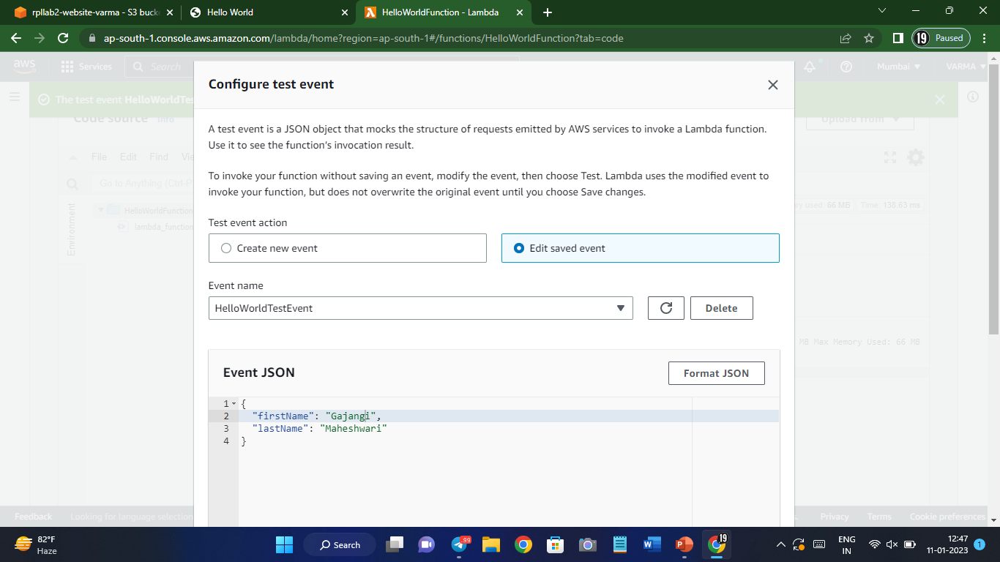 rpllab2-website-varma - S3 buck
Hello World
HelloWorldFunction - Lambda
ap-south-1.console.aws.amazon.com/lambda/home?region=ap-south-1#/functions/HelloWorldFunction?tab=code
19
Paused
aws
Services
Search
Mumbai
VARMA
Configure test event
The test event HelloWorldTes
Code source
Info
Upload from
A test event is a JSON object that mocks the structure of requests emitted by AWS services to invoke a Lambda function.
Use it to see the function's invocation result.
File Edit Find Vie
To invoke your function without saving an event, modify the event, then choose Test. Lambda uses the modified event to
invoke your function, but does not overwrite the original event until you choose Save changes.
Go to Anything (Ctrl-P
Environment
HelloWorldFunction
lambda_function
ry used: 66 MB Time: 138.63 ms
Test event action
Create new event
Edit saved event
Event name
HelloWorldTestEvent
Delete
MB Max Memory Used: 66 MB
Event JSON
Format JSON
1 {
2 "firstName": "Gajangi",
3 "lastName": "Maheshwari"
4 }
Feedback
Looking for language selection
s.
Privacy
Terms
Cookie preferences
82°F
Haze
Search
99
19
ENG
IN
12:47
11-01-2023
1